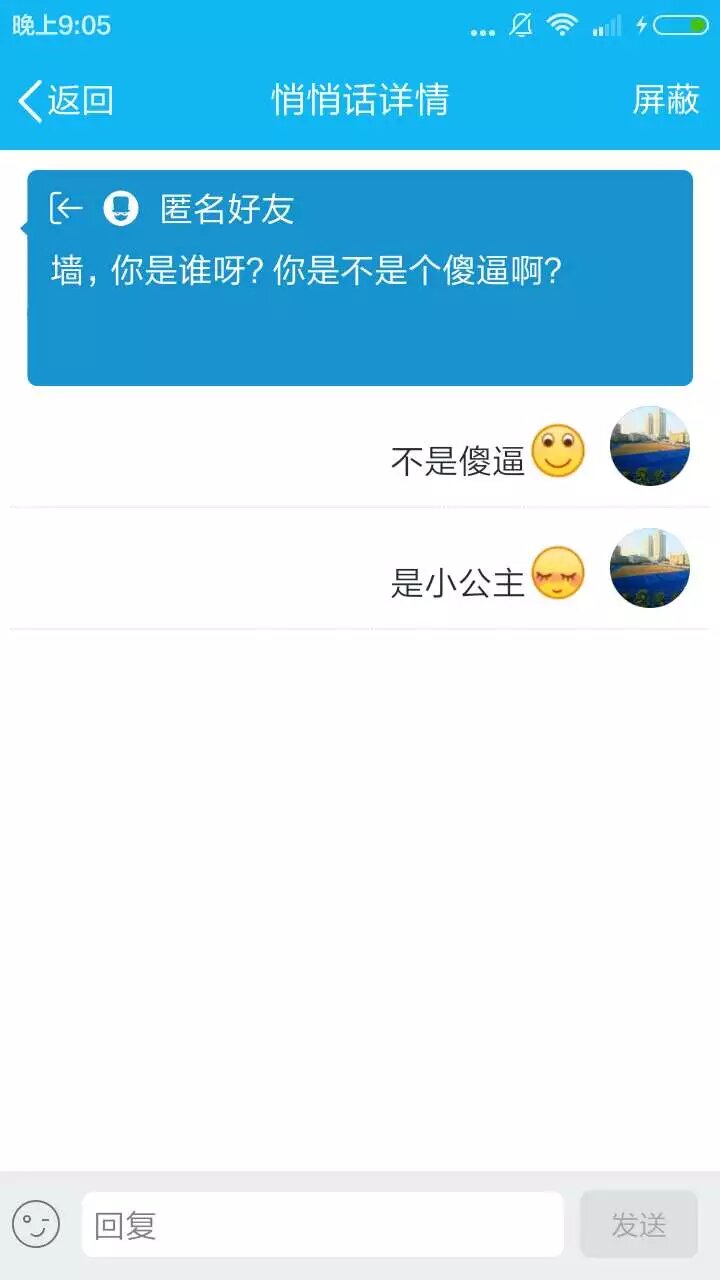 晚上9:05
返回
悄悄话详情
屏蔽
匿名好友
墙，你是谁呀？你是不是个傻逼啊？
不是傻逼
是小公主
回复
发送